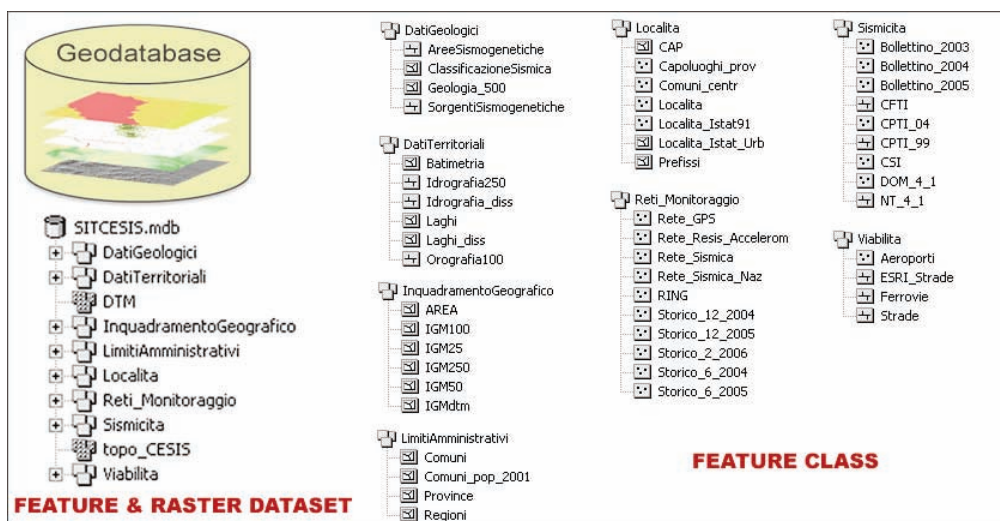 Geodatabase
SITCESIS.mdb
DatiGeologici
DatiTerritoriali
DTM
InquadramentoGeografico
LimitiAmministrativi
Localita
Reti_Monitoraggio
Sismicita
topo_CESIS
Viabilita
FEATURE & RASTER DATASET
DatiGeologici
AreeSismogenetiche
ClassificazioneSismica
Geologia_500
SorgentiSismogenetiche
DatiTerritoriali
Batimetria
Idrografia250
Idrografia_diss
Laghi
Laghi_diss
Orografia100
InquadramentoGeografico
AREA
IGM100
IGM25
IGM250
IGM50
IGMdtm
LimitiAmministrativi
Comuni
Comuni_pop_2001
Province
Regioni
Localita
CAP
Capoluoghi_prov
Comuni_centr
Localita
Localita_Istat91
Localita_Istat_Urb
Prefissi
Reti_Monitoraggio
Rete_GPS
Rete_Resis_Accelerom
Rete_Sismica
Rete_Sismica_Naz
RING
Storico_12_2004
Storico_12_2005
Storico_2_2006
Storico_6_2004
Storico_6_2005
Sismicita
Bollettino_2003
Bollettino_2004
Bollettino_2005
CFTI
CPTI_04
CPTI_99
CSI
DOM_4_1
NT_4_1
Viabilita
Aeroporti
ESRI_Strade
Ferrovie
Strade
FEATURE CLASS